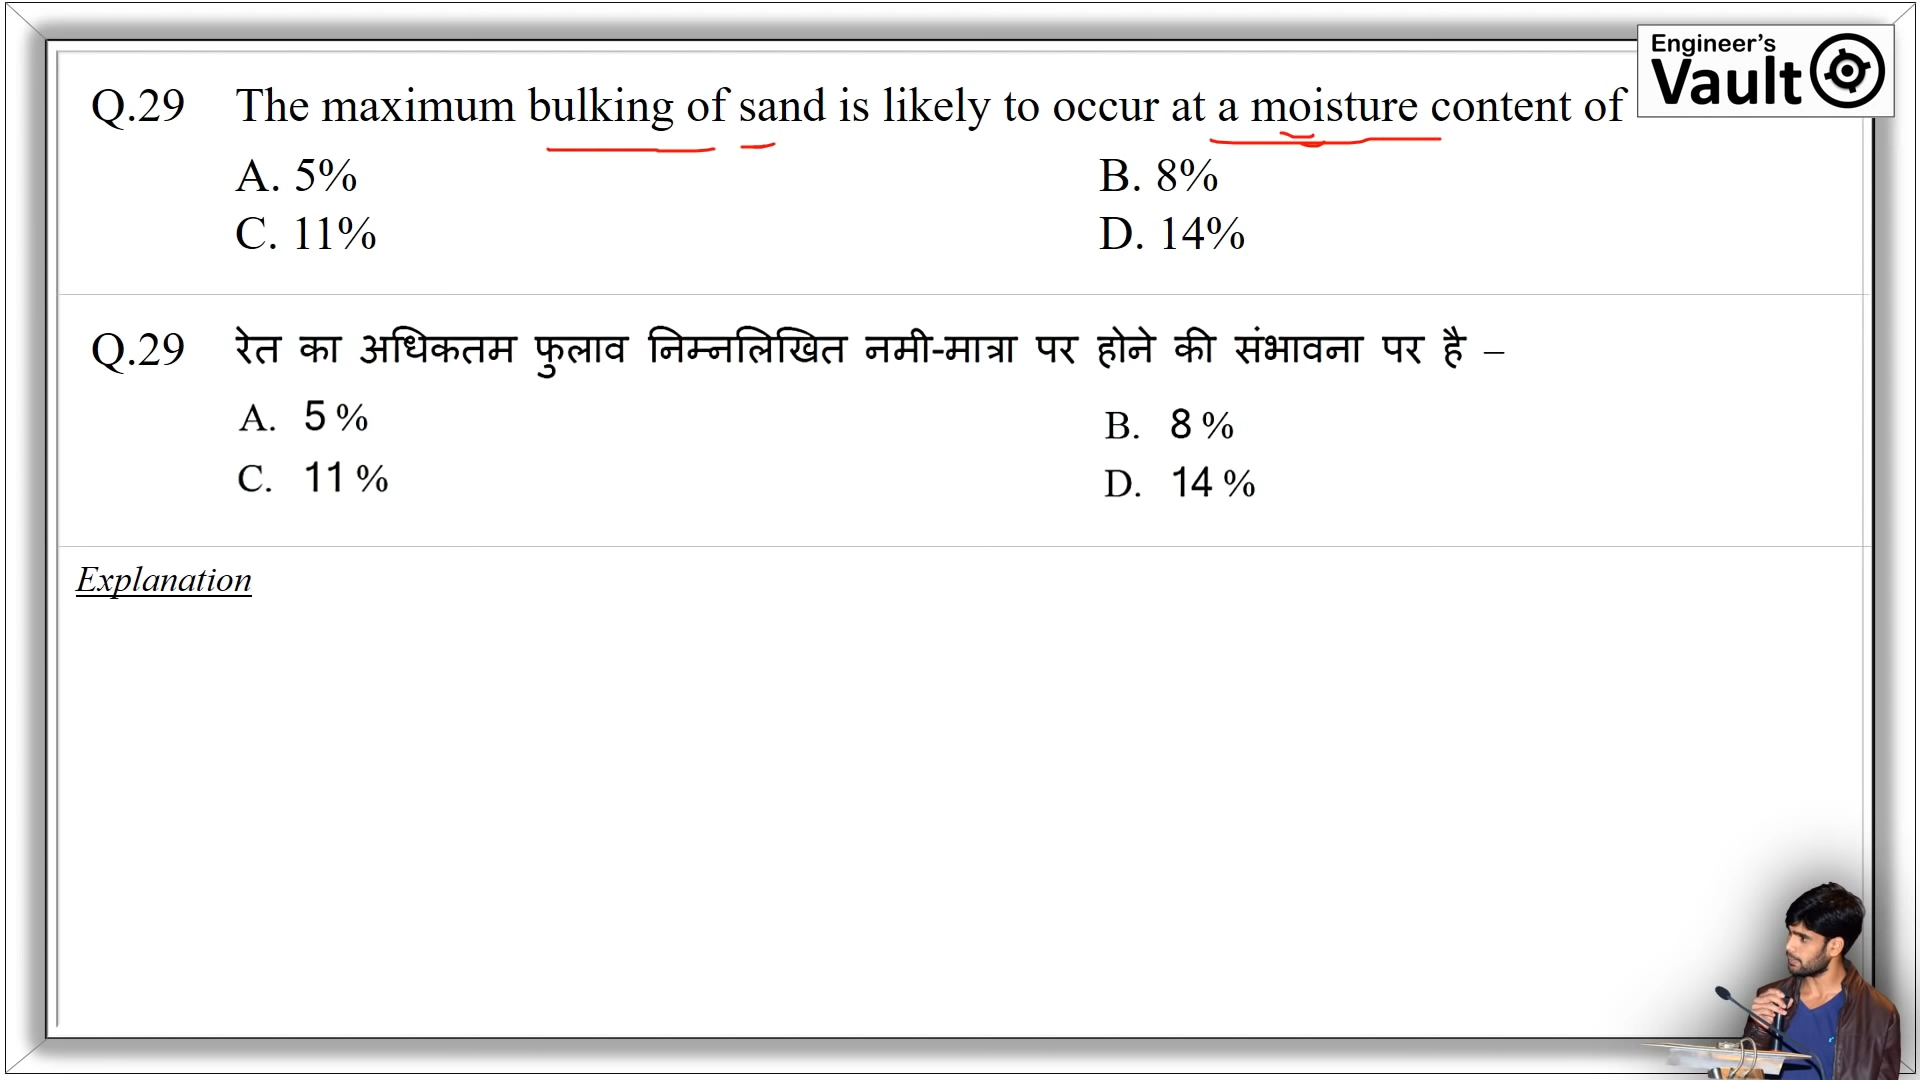 Engineer's
Vault
Q.29 The maximum bulking of sand is likely to occur at a moisture content of
A. 5% B. 8%
C. 11% D. 14%
Q.29 रेत का अधिकतम फुलाव निम्नलिखित नमी-मात्रा पर होने की संभावना पर है –
A. 5 % B. 8 %
C. 11 % D. 14 %
Explanation